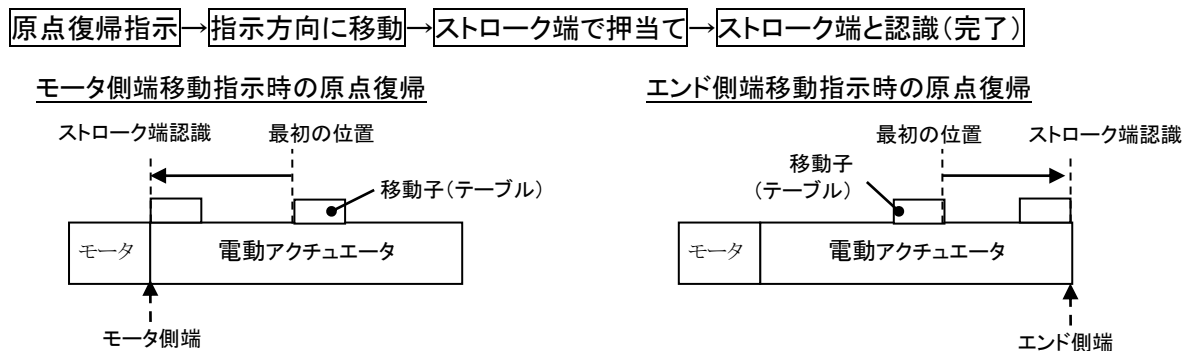 原点復帰指示→指示方向に移動→ストローク端で押当て→ストローク端と認識（完了）
モータ側端移動指示時の原点復帰
ストローク端認識
最初の位置
移動子（テーブル）
モータ
電動アクチュエータ
モータ側端
エンド側端移動指示時の原点復帰
最初の位置
ストローク端認識
移動子
（テーブル）
モータ
電動アクチュエータ
エンド側端